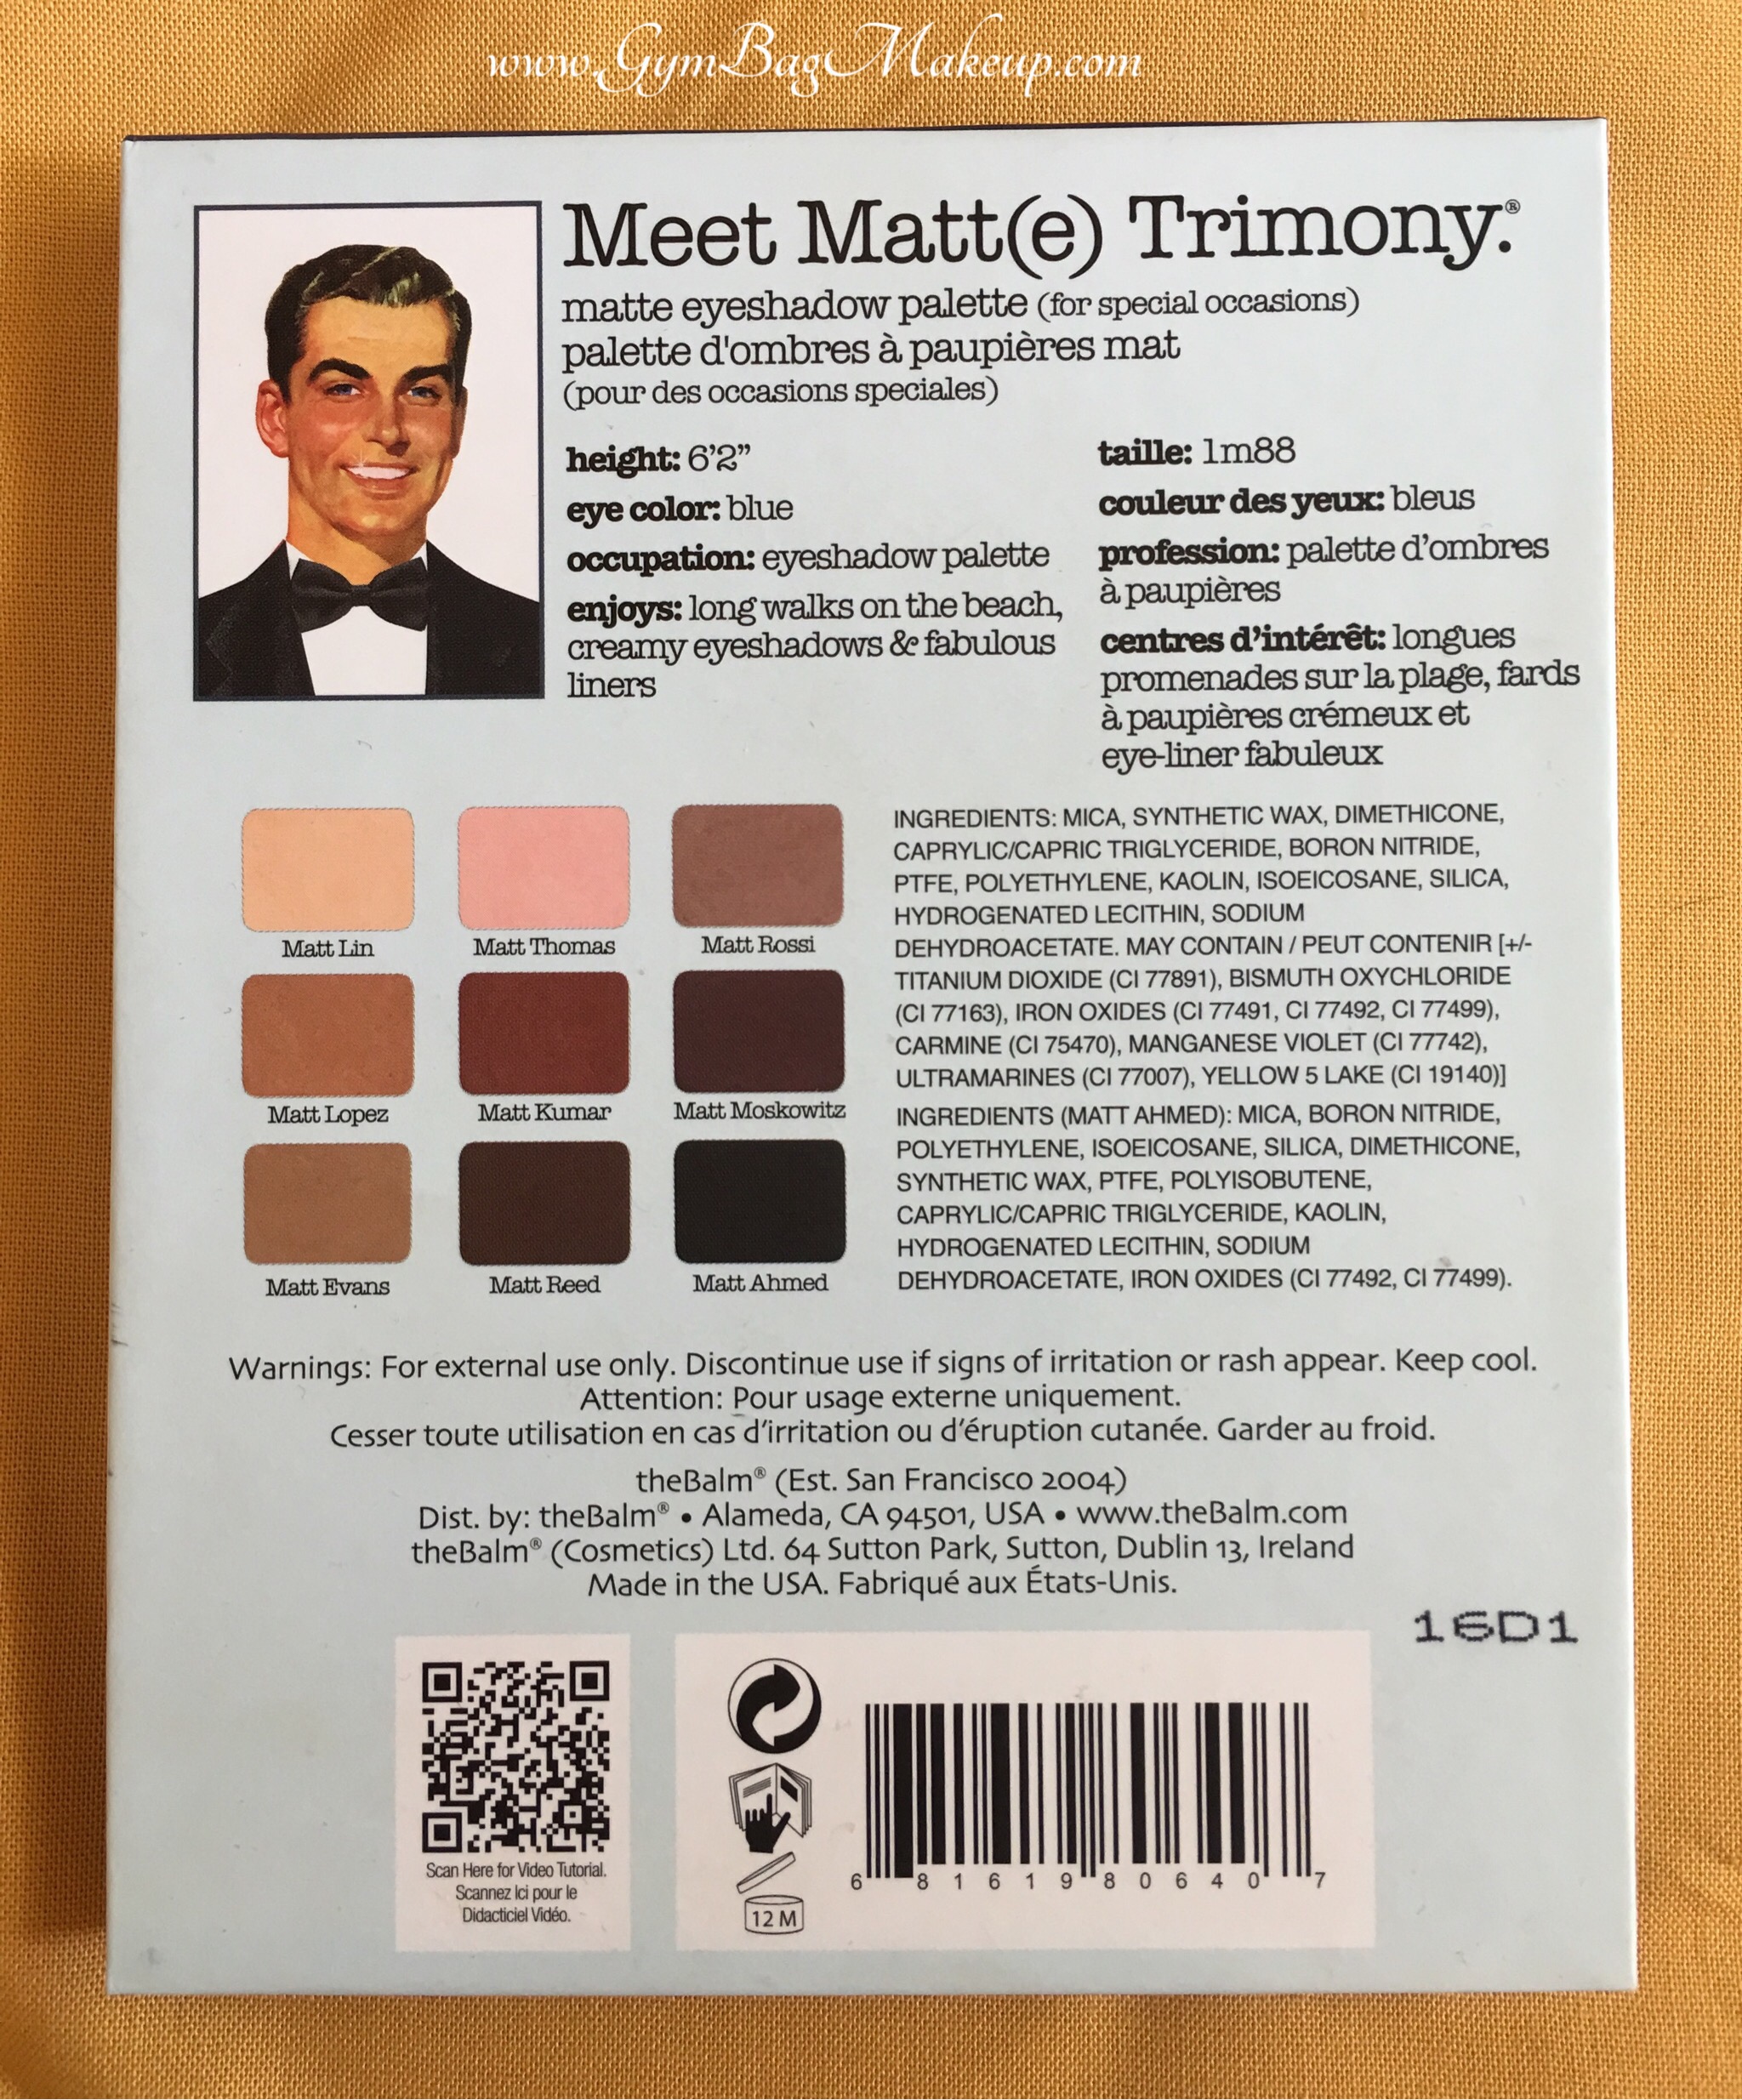 www.GymBagMakeup.com
Meet Matt(e) Trimony.®
matte eyeshadow palette (for special occasions)
palette d'ombres à paupières mat
(pour des occasions speciales)
height: 6'2”
eye color: blue
occupation: eyeshadow palette
enjoys: long walks on the beach,
creamy eyeshadows & fabulous
liners
taille: 1m88
couleur des yeux: bleus
profession: palette d'ombres
à paupières
centres d'intérêt: longues
promenades sur la plage, fards
à paupières crémeux et
eye-liner fabuleux
Matt Lin
Matt Thomas
Matt Rossi
Matt Lopez
Matt Kumar
Matt Moskowitz
Matt Evans
Matt Reed
Matt Ahmed
INGREDIENTS: MICA, SYNTHETIC WAX, DIMETHICONE,
CAPRYLIC/CAPRIC TRIGLYCERIDE, BORON NITRIDE,
PTFE, POLYETHYLENE, KAOLIN, ISOEICOSANE, SILICA,
HYDROGENATED LECITHIN, SODIUM
DEHYDROACETATE. MAY CONTAIN / PEUT CONTENIR [+/-
TITANIUM DIOXIDE (CI 77891), BISMUTH OXYCHLORIDE
(CI 77163), IRON OXIDES (CI 77491, CI 77492, CI 77499),
CARMINE (CI 75470), MANGANESE VIOLET (CI 77742),
ULTRAMARINES (CI 77007), YELLOW 5 LAKE (CI 19140)]
INGREDIENTS (MATT AHMED): MICA, BORON NITRIDE,
POLYETHYLENE, ISOEICOSANE, SILICA, DIMETHICONE,
SYNTHETIC WAX, PTFE, POLYISOBUTENE,
CAPRYLIC/CAPRIC TRIGLYCERIDE, KAOLIN,
HYDROGENATED LECITHIN, SODIUM
DEHYDROACETATE, IRON OXIDES (CI 77492, CI 77499).
Warnings: For external use only. Discontinue use if signs of irritation or rash appear. Keep cool.
Attention: Pour usage externe uniquement.
Cesser toute utilisation en cas d'irritation ou d'éruption cutanée. Garder au froid.
theBalm® (Est. San Francisco 2004)
Dist. by: theBalm® • Alameda, CA 94501, USA • www.theBalm.com
theBalm® (Cosmetics) Ltd. 64 Sutton Park, Sutton, Dublin 13, Ireland
Made in the USA. Fabriqué aux États-Unis.
16D1
Scan Here for Video Tutorial.
Scannez Ici pour le
Didacticiel Vidéo.
12 M
6 81619 80640 7